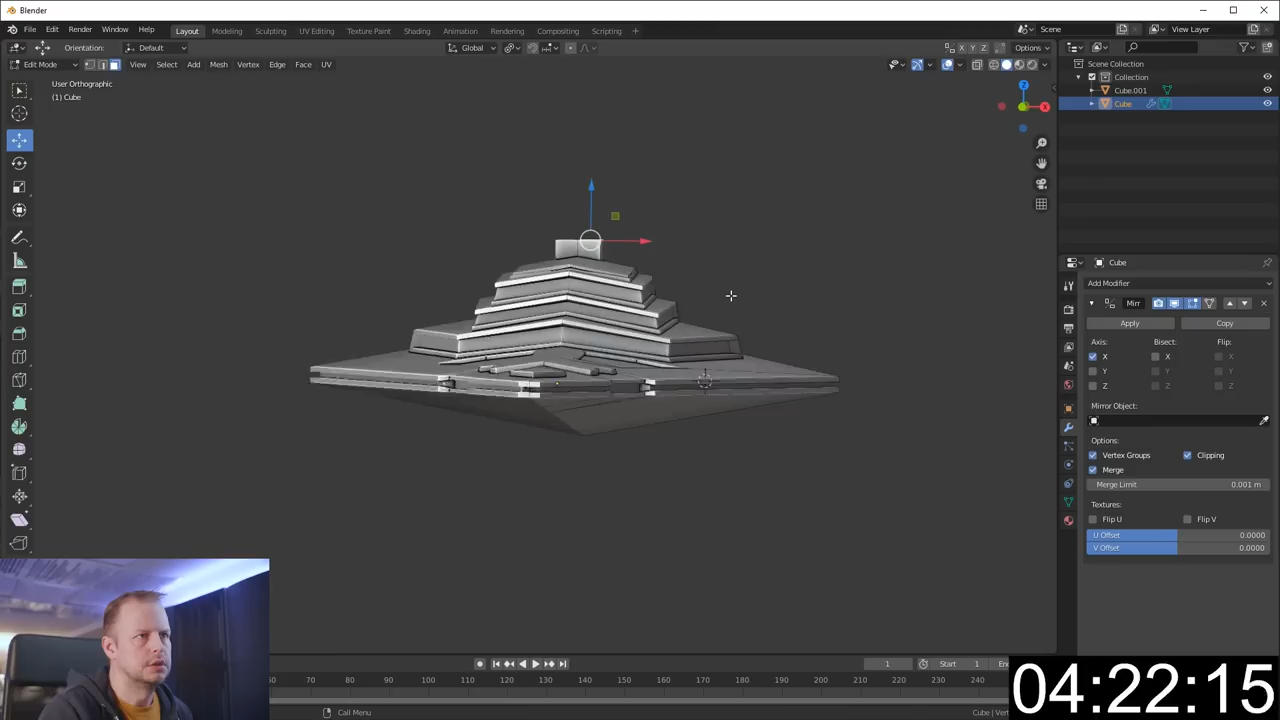 Blender
File Edit Render Window Help
Layout Modeling Sculpting UV Editing Texture Paint Shading Animation Rendering Compositing Scripting
Scene
View Layer
Orientation: Default
Global
X Y Z
Options
Edit Mode
View Select Add Mesh Vertex Edge Face UV
User Orthographic
(1) Cube
Z
X
Scene Collection
Collection
Cube.001
Cube
Cube
Add Modifier
Mirr
Apply
Copy
Axis:
Bisect:
Flip:
X
X
X
Y
Y
Y
Z
Z
Z
Mirror Object:
Options:
Vertex Groups
Clipping
Merge
Merge Limit
0.001 m
Textures:
Flip U
Flip V
U Offset
0.0000
V Offset
0.0000
1
Start
1
60 70 80 90 100 110 120 130 140 150 160 170 180 190 200 210 220 230 240
Call Menu
04:22:15